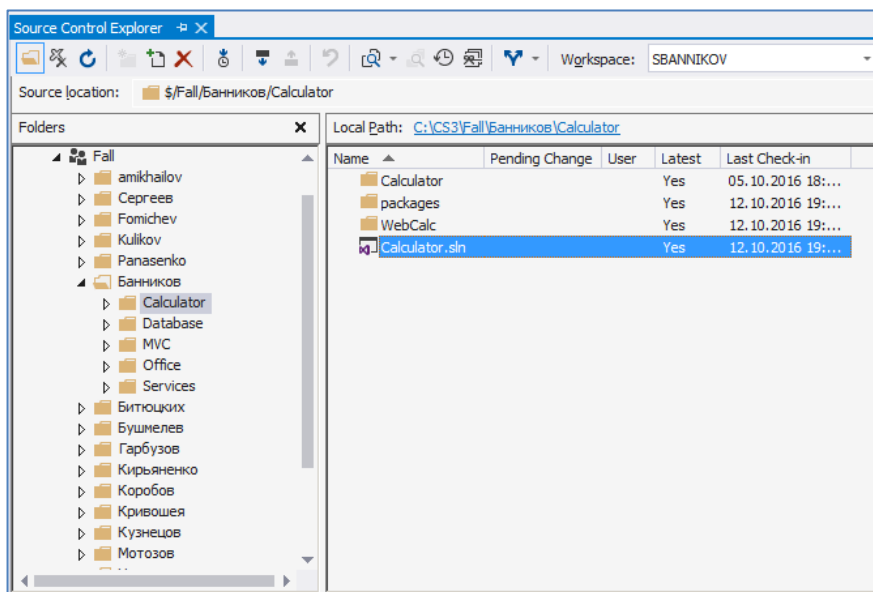 Source Control Explorer
Workspace: SBANNIKOV
Source location: $/Fall/Банников/Calculator
Folders
Fall
amikhailov
Сергеев
Fomichev
Kulikov
Panasenko
Банников
Calculator
Database
MVC
Office
Services
Битюцких
Бушмелев
Гарбузов
Кирьяненко
Коробов
Кривошея
Кузнецов
Мотозов
Local Path: C:\CS3\Fall\Банников\Calculator
Name Pending Change User Latest Last Check-in
Calculator Yes 05.10.2016 18:...
packages Yes 12.10.2016 19:...
WebCalc Yes 12.10.2016 19:...
Calculator.sln Yes 12.10.2016 19:...